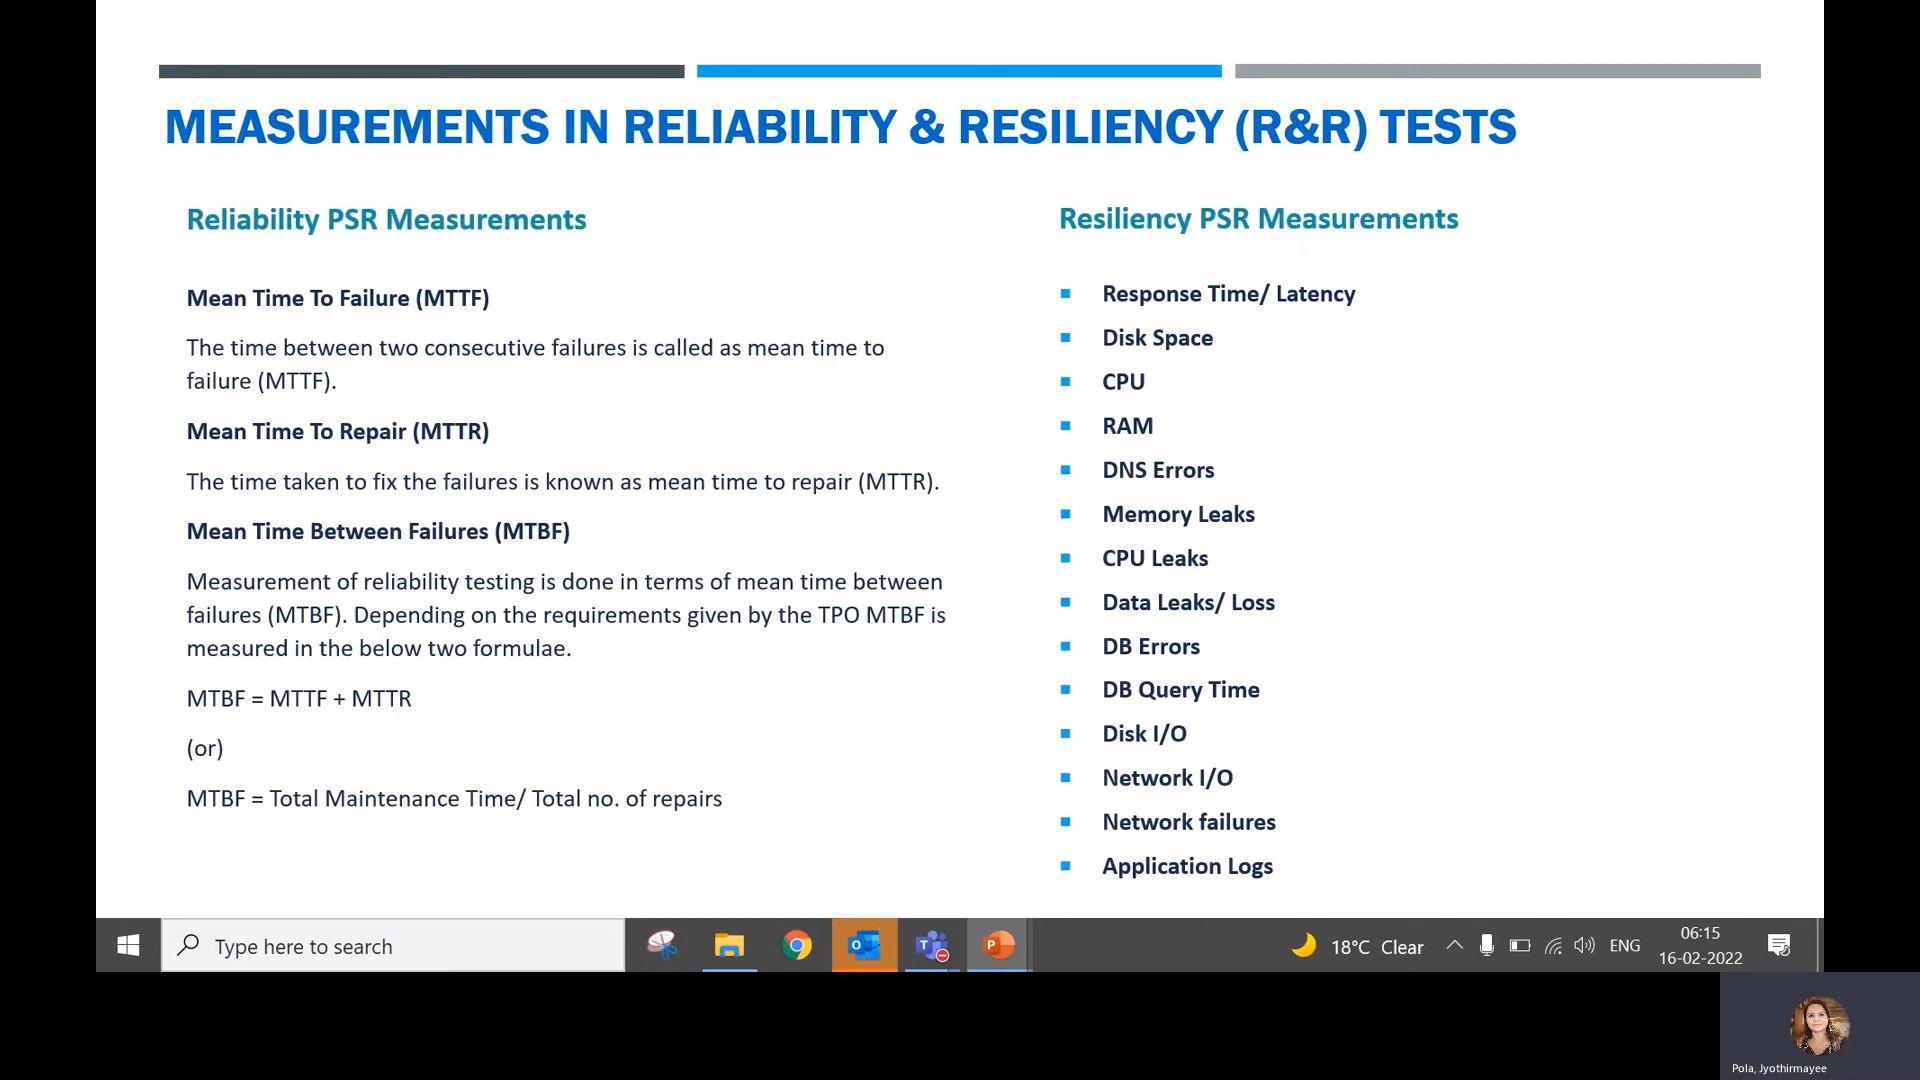 MEASUREMENTS IN RELIABILITY & RESILIENCY (R&R) TESTS
Reliability PSR Measurements
Mean Time To Failure (MTTF)
The time between two consecutive failures is called as mean time to
failure (MTTF).
Mean Time To Repair (MTTR)
The time taken to fix the failures is known as mean time to repair (MTTR).
Mean Time Between Failures (MTBF)
Measurement of reliability testing is done in terms of mean time between
failures (MTBF). Depending on the requirements given by the TPO MTBF is
measured in the below two formulae.
MTBF = MTTF + MTTR
(or)
MTBF = Total Maintenance Time/ Total no. of repairs
Resiliency PSR Measurements
Response Time/ Latency
Disk Space
CPU
RAM
DNS Errors
Memory Leaks
CPU Leaks
Data Leaks/ Loss
DB Errors
DB Query Time
Disk I/O
Network I/O
Network failures
Application Logs
Type here to search
18°C Clear
ENG
06:15
16-02-2022
Pola, Jyothirmayee